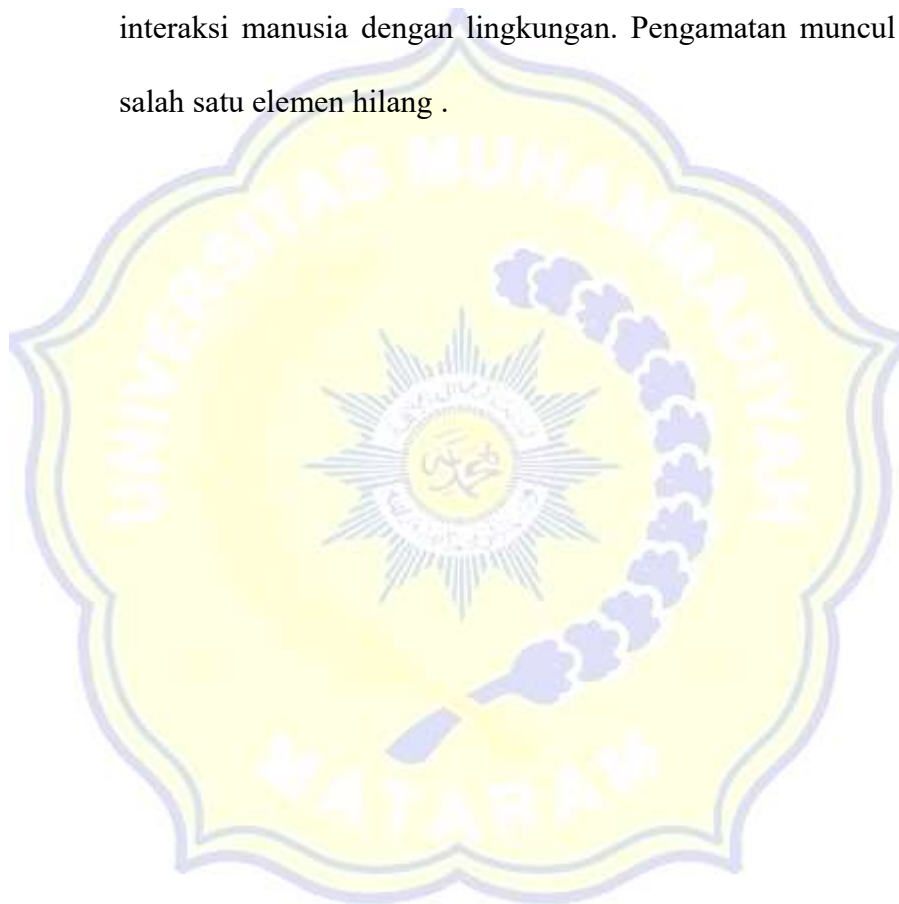 interaksi manusia dengan lingkungan. Pengamatan muncul
salah satu elemen hilang .
UNIVERSITAS MUHAMMADIYAH
MATARAM